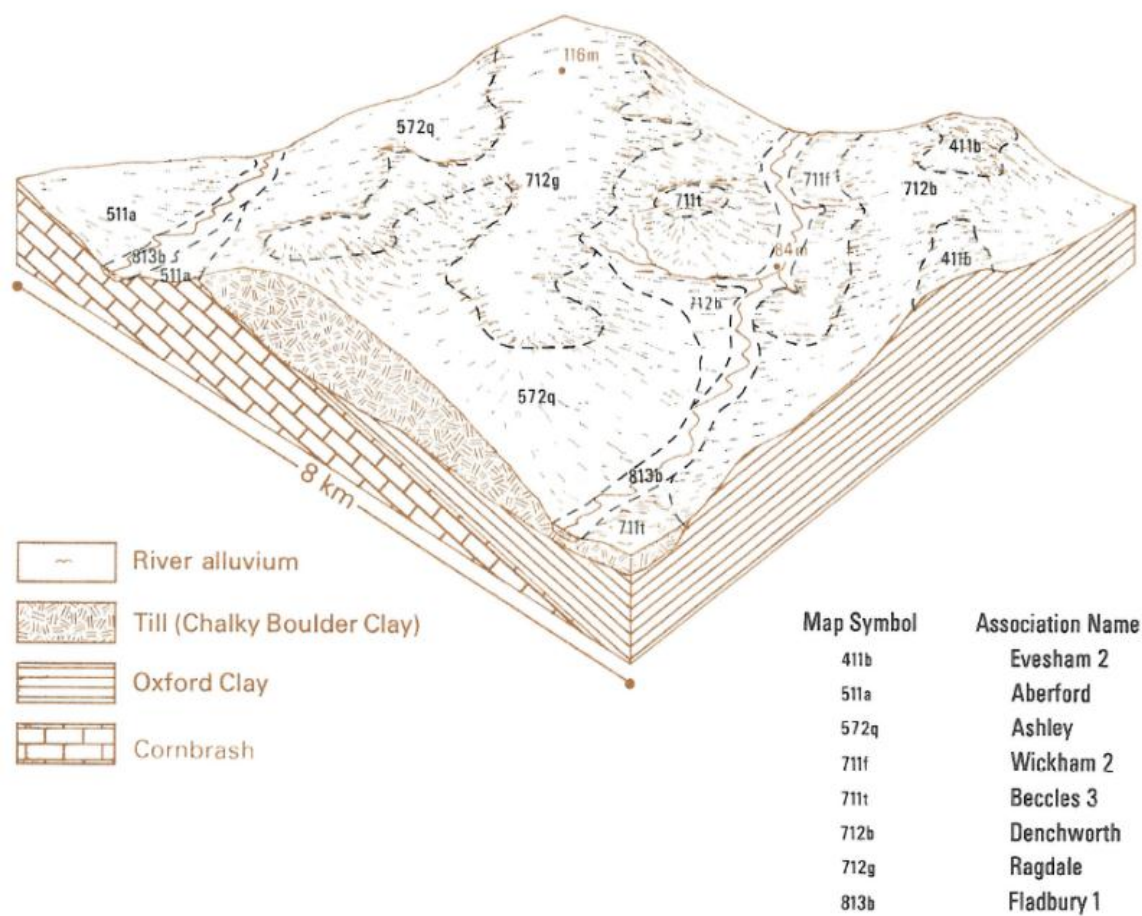 116m
572q
411b
712g
711f
712b
711t
511a
84m
411b
813b
511a
712b
572q
8 km
813b
711t
River alluvium
Till (Chalky Boulder Clay)
Oxford Clay
Cornbrash
Map Symbol Association Name
411b Evesham 2
511a Aberford
572q Ashley
711f Wickham 2
711t Beccles 3
712b Denchworth
712g Ragdale
813b Fladbury 1